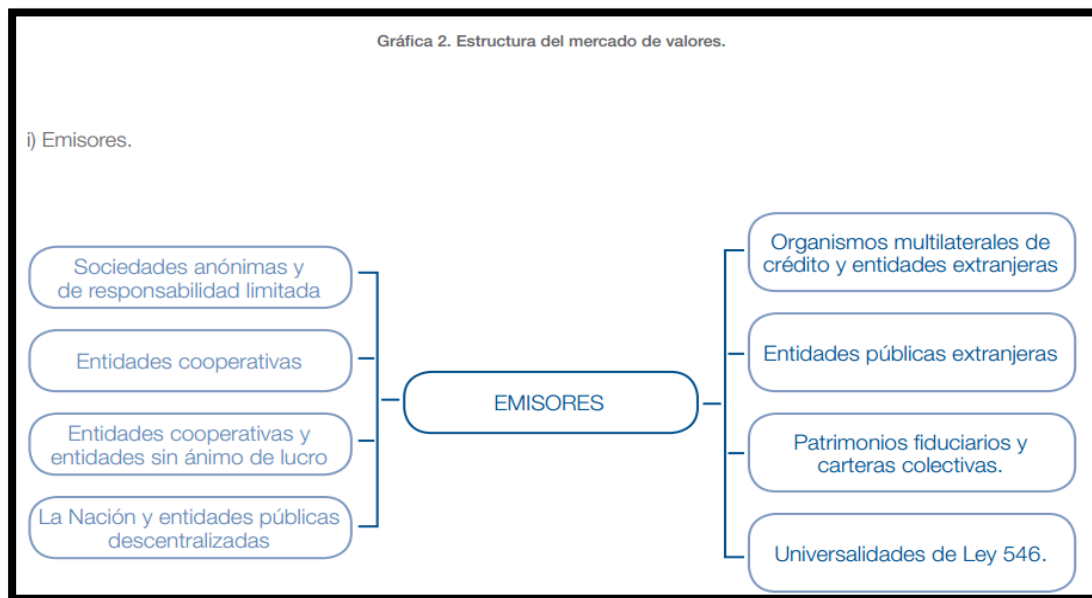 Gráfica 2. Estructura del mercado de valores.
i) Emisores.
Sociedades anónimas y
de responsabilidad limitada
Entidades cooperativas
Entidades cooperativas y
entidades sin ánimo de lucro
La Nación y entidades públicas
descentralizadas
EMISORES
Organismos multilaterales de
crédito y entidades extranjeras
Entidades públicas extranjeras
Patrimonios fiduciarios y
carteras colectivas.
Universalidades de Ley 546.